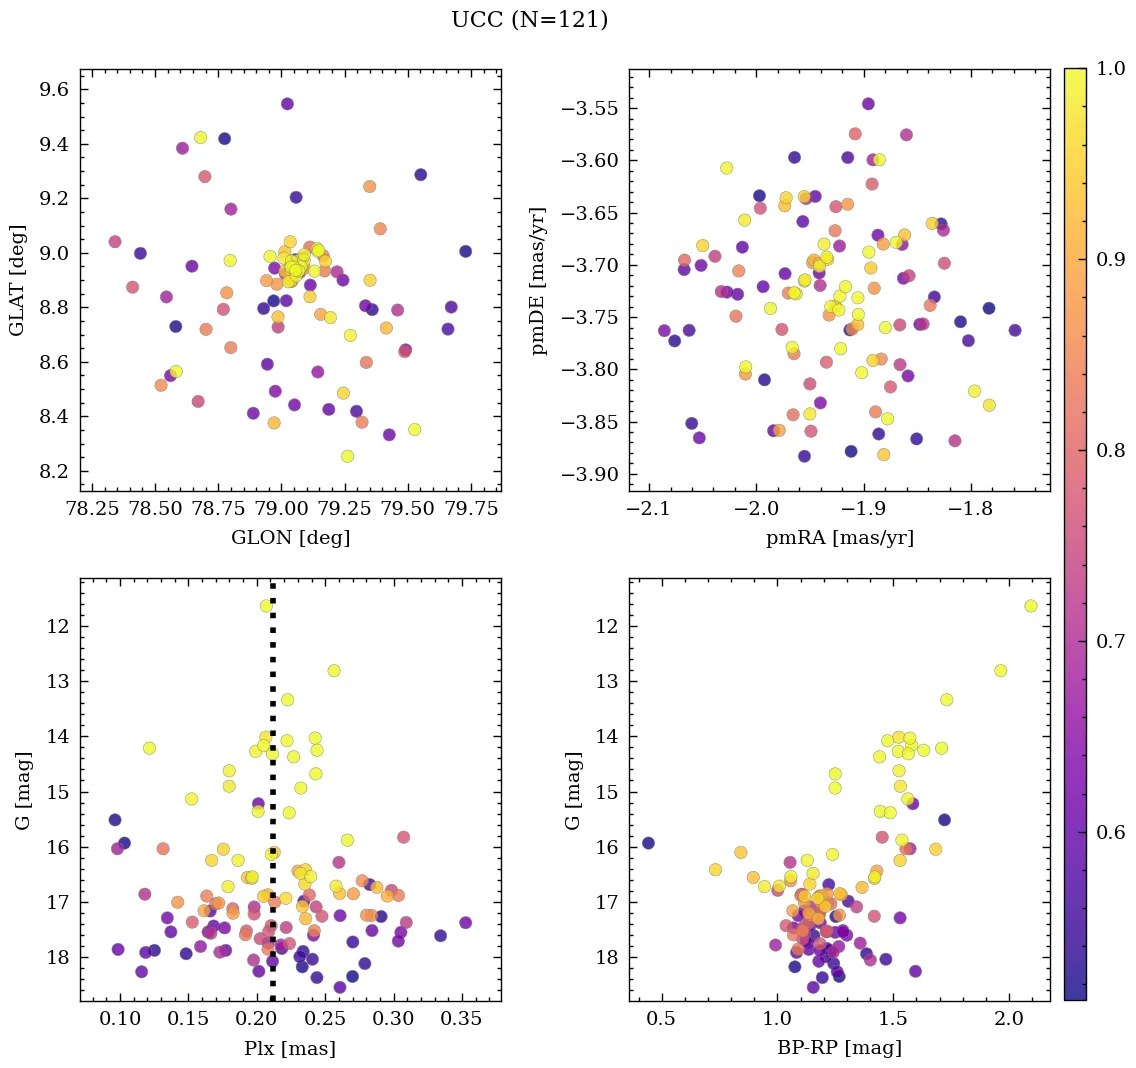 UCC (N=121)
9.6
9.4
9.2
9.0
8.8
8.6
8.4
8.2
GLAT [deg]
78.25 78.50 78.75 79.00 79.25 79.50 79.75
GLON [deg]
−3.55
−3.60
−3.65
−3.70
−3.75
−3.80
−3.85
−3.90
pmDE [mas/yr]
−2.1 −2.0 −1.9 −1.8
pmRA [mas/yr]
12
13
14
15
16
17
18
G [mag]
0.10 0.15 0.20 0.25 0.30 0.35
Plx [mas]
12
13
14
15
16
17
18
G [mag]
0.5 1.0 1.5 2.0
BP-RP [mag]
1.0
0.9
0.8
0.7
0.6